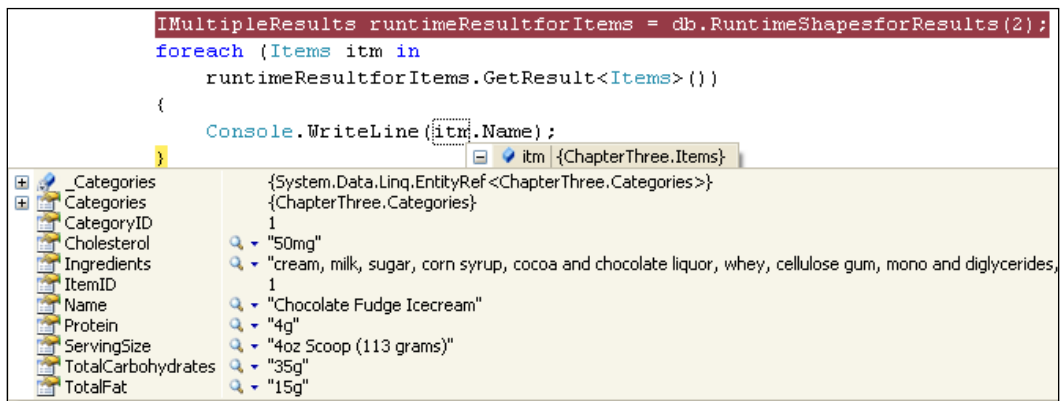 IMultipleResults runtimeResultforItems = db.RuntimeShapesforResults(2);
foreach (Items itm in
runtimeResultforItems.GetResult<Items>())
{
Console.WriteLine(itm.Name);
}
itm {ChapterThree.Items}
_Categories {System.Data.Linq.EntityRef<ChapterThree.Categories>}
Categories {ChapterThree.Categories}
CategoryID 1
Cholesterol "50mg"
Ingredients "cream, milk, sugar, corn syrup, cocoa and chocolate liquor, whey, cellulose gum, mono and diglycerides,
ItemID 1
Name "Chocolate Fudge Icecream"
Protein "4g"
ServingSize "4oz Scoop (113 grams)"
TotalCarbohydrates "35g"
TotalFat "15g"